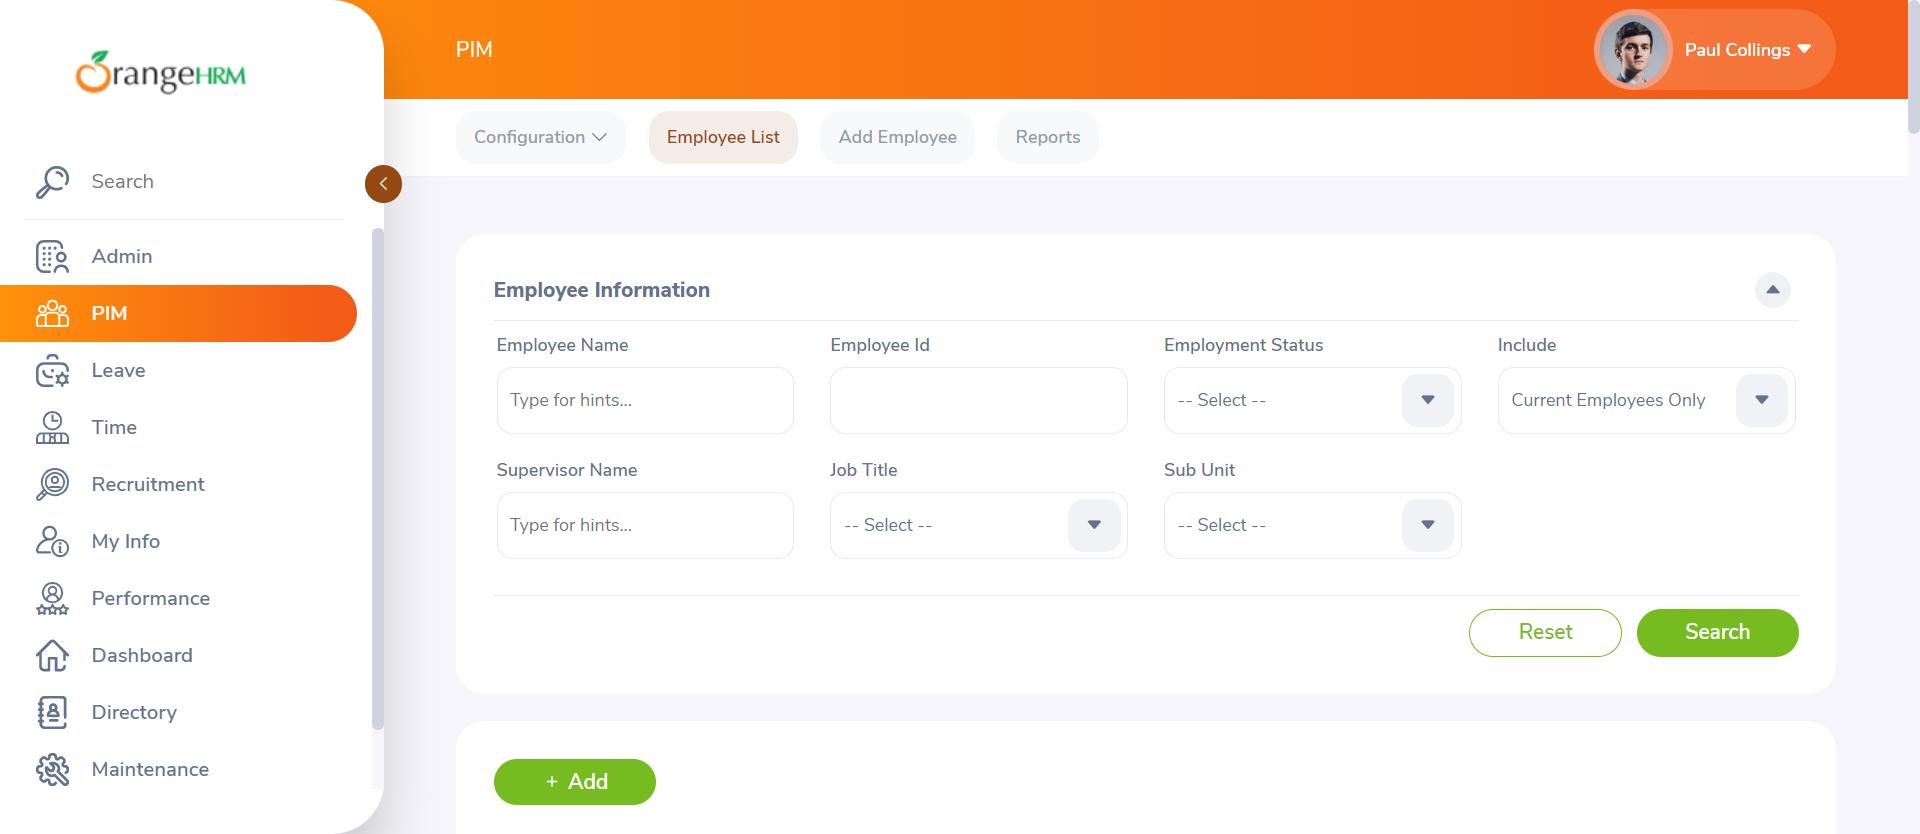 OrangeHRM
PIM
Paul Collings
Configuration
Employee List
Add Employee
Reports
Search
Admin
PIM
Leave
Time
Recruitment
My Info
Performance
Dashboard
Directory
Maintenance
Employee Information
Employee Name
Employee Id
Employment Status
Include
Type for hints...
-- Select --
Current Employees Only
Supervisor Name
Job Title
Sub Unit
Type for hints...
-- Select --
-- Select --
Reset
Search
+ Add